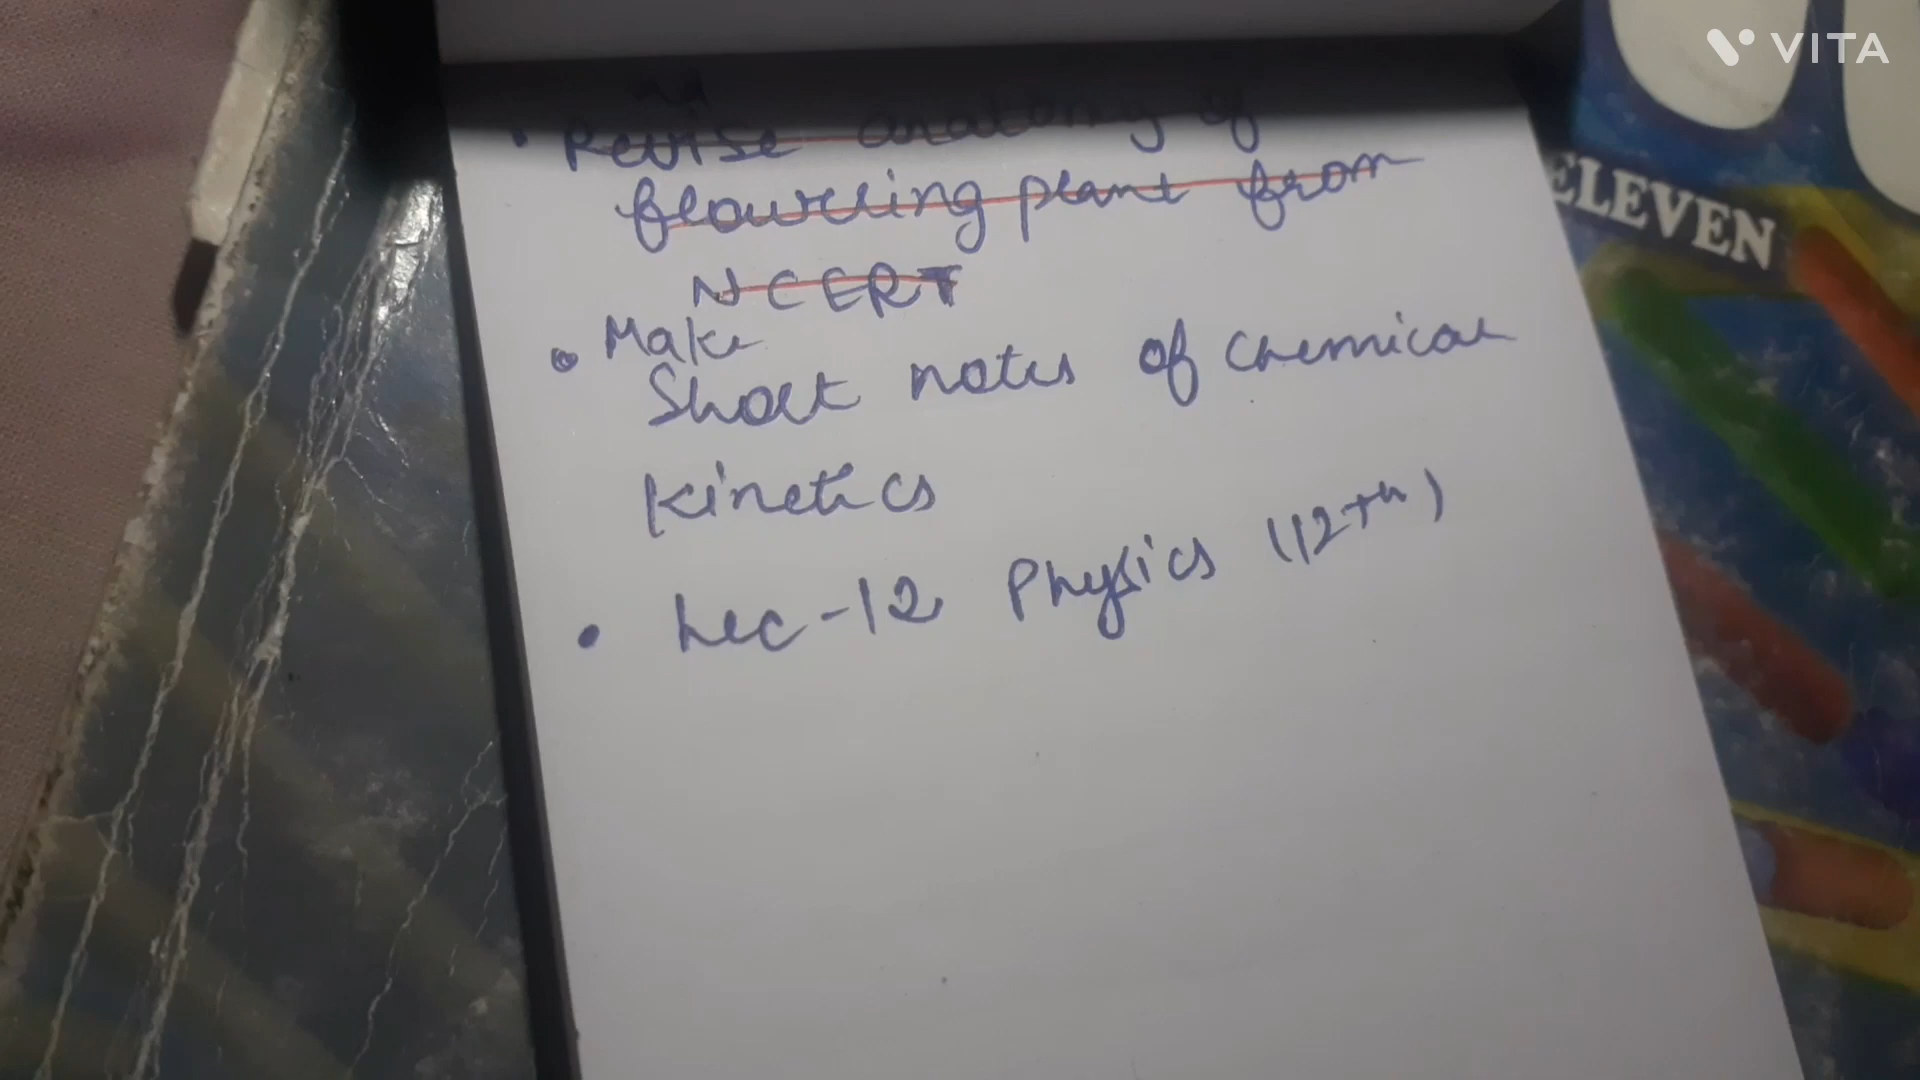 VITA
• Revise anatomy of
flowering plant from
NCERT
• Make
Short notes of chemical
kinetics
• Lec-12 Physics (12th)
ELEVEN